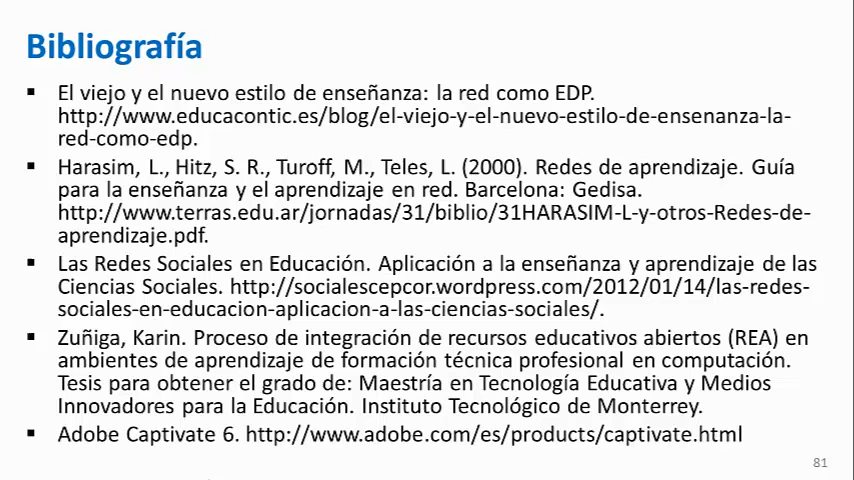 Bibliografía
▪ El viejo y el nuevo estilo de enseñanza: la red como EDP.
http://www.educacontic.es/blog/el-viejo-y-el-nuevo-estilo-de-ensenanza-la-
red-como-edp.
▪ Harasim, L., Hitz, S. R., Turoff, M., Teles, L. (2000). Redes de aprendizaje. Guía
para la enseñanza y el aprendizaje en red. Barcelona: Gedisa.
http://www.terras.edu.ar/jornadas/31/biblio/31HARASIM-L-y-otros-Redes-de-
aprendizaje.pdf.
▪ Las Redes Sociales en Educación. Aplicación a la enseñanza y aprendizaje de las
Ciencias Sociales. http://socialescepcor.wordpress.com/2012/01/14/las-redes-
sociales-en-educacion-aplicacion-a-las-ciencias-sociales/.
▪ Zuñiga, Karin. Proceso de integración de recursos educativos abiertos (REA) en
ambientes de aprendizaje de formación técnica profesional en computación.
Tesis para obtener el grado de: Maestría en Tecnología Educativa y Medios
Innovadores para la Educación. Instituto Tecnológico de Monterrey.
▪ Adobe Captivate 6. http://www.adobe.com/es/products/captivate.html
81